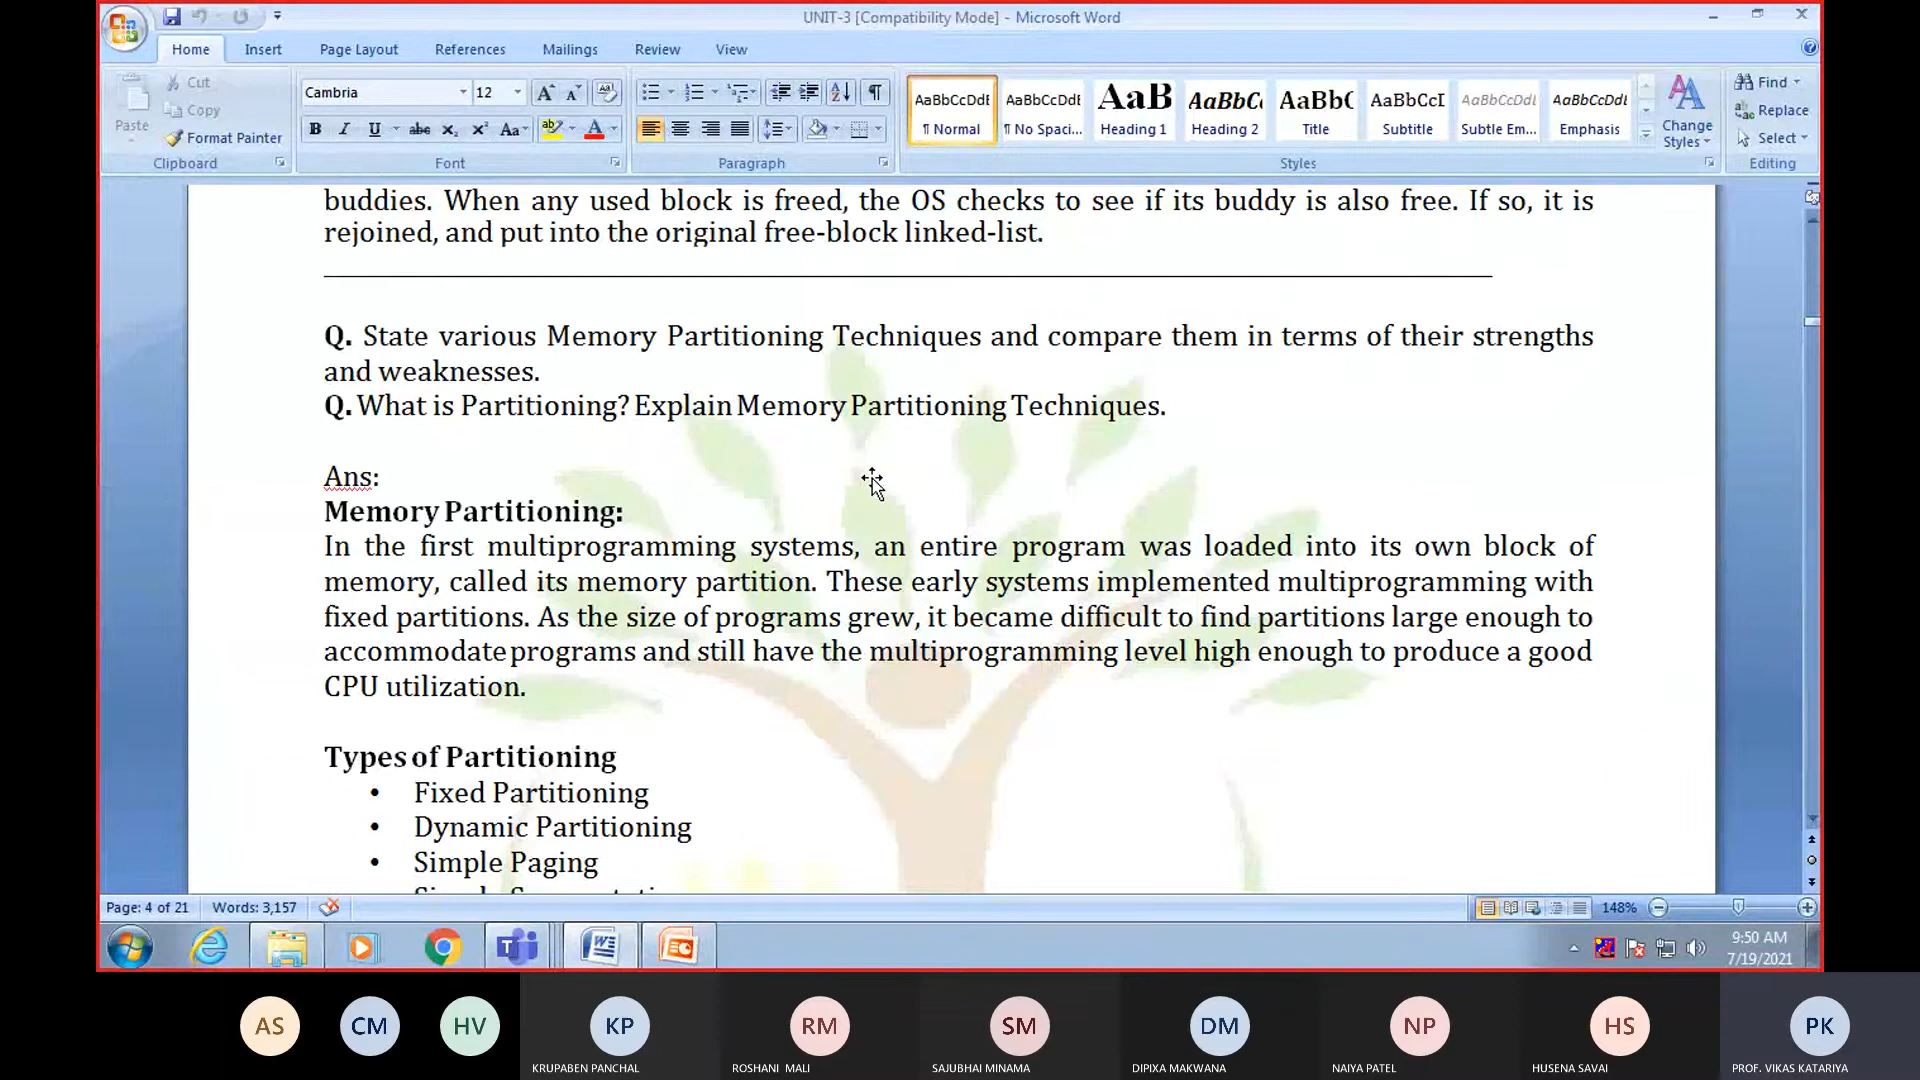 UNIT-3 [Compatibility Mode] - Microsoft Word
Home Insert Page Layout References Mailings Review View
Paste
Cut
Copy
Format Painter
Clipboard
Cambria 12
Font
Paragraph
AaBbCcDdE AaBbCcDdE AaB AaBbC AaBb( AaBbCcI AaBbCcDdL AaBbCcDdL
¶ Normal ¶ No Spaci... Heading 1 Heading 2 Title Subtitle Subtle Em... Emphasis
Change Styles
Styles
Find
Replace
Select
Editing
buddies. When any used block is freed, the OS checks to see if its buddy is also free. If so, it is
rejoined, and put into the original free-block linked-list.
Q. State various Memory Partitioning Techniques and compare them in terms of their strengths
and weaknesses.
Q. What is Partitioning? Explain Memory Partitioning Techniques.
Ans:
Memory Partitioning:
In the first multiprogramming systems, an entire program was loaded into its own block of
memory, called its memory partition. These early systems implemented multiprogramming with
fixed partitions. As the size of programs grew, it became difficult to find partitions large enough to
accommodate programs and still have the multiprogramming level high enough to produce a good
CPU utilization.
Types of Partitioning
• Fixed Partitioning
• Dynamic Partitioning
• Simple Paging
Page: 4 of 21 Words: 3,157 148%
9:50 AM
7/19/2021
AS CM HV KP RM SM DM NP HS PK
KRUPABEN PANCHAL ROSHANI MALI SAJUBHAI MINAMA DIPIXA MAKWANA NAIYA PATEL HUSENA SAVAI PROF. VIKAS KATARIYA